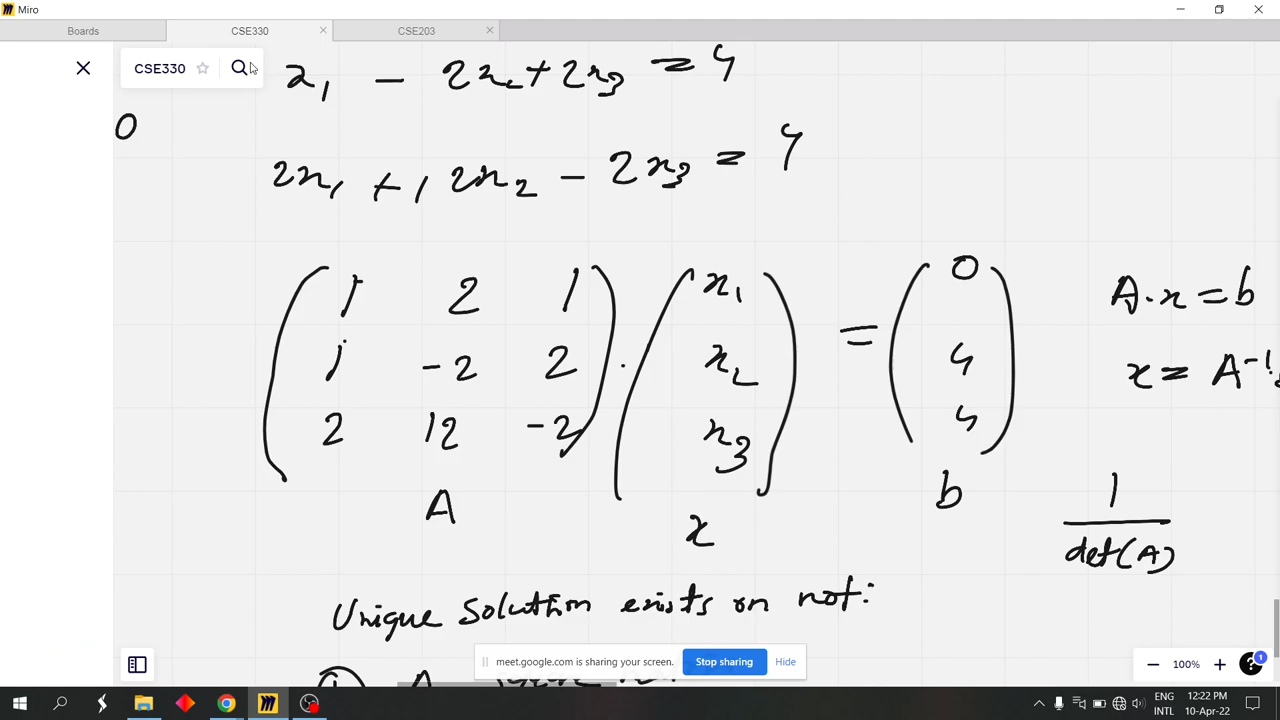 Miro
Boards CSE330 CSE203
CSE330
x1 - 2x2 + 2x3 = 4
0
2x1 + 12x2 - 2x3 = 4
1 2 1 x1 0
A.x = b
1 -2 2 . x2 = 4
x = A-1
2 12 -2 x3 4
A x b
1
det(A)
Unique Solution exists or not:
meet.google.com is sharing your screen. Stop sharing Hide
1
100%
A
ENG
INTL
12:22 PM
10-Apr-22